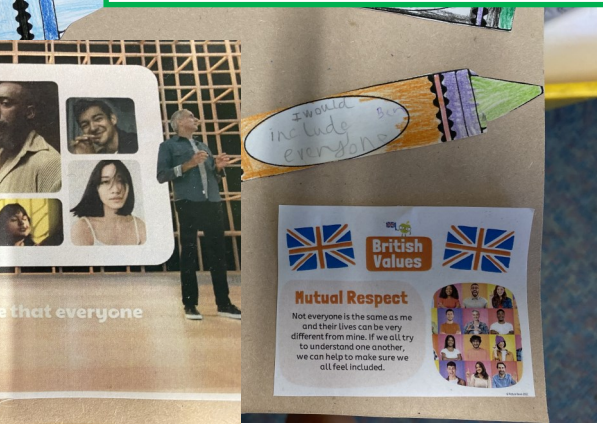 e that everyone
I would
include
everyone
British
Values
Mutual Respect
Not everyone is the same as me
and their lives can be very
different from mine. If we all try
to understand one another,
we can help to make sure we
all feel included.